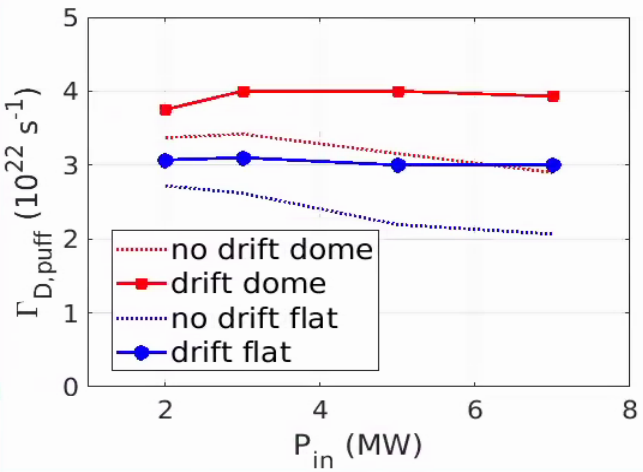 5
4
3
2
1
0
Γ_D,puff (10^22 s^-1)
no drift dome
drift dome
no drift flat
drift flat
2 4 6 8
P_in (MW)